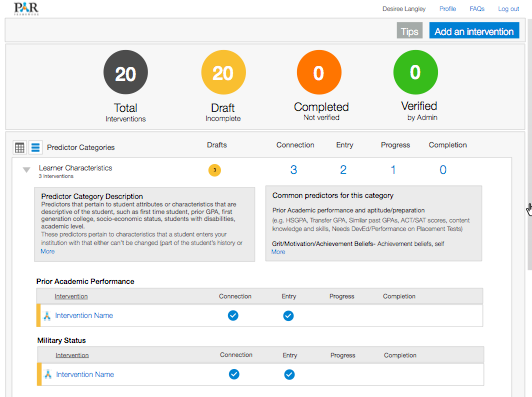 PAR
FRAMEWORK
Desiree Langley Profile FAQs Log out
Tips Add an intervention
20 20 0 0
Total Draft Completed Verified
Interventions Incomplete Not verified by Admin
Predictor Categories Drafts Connection Entry Progress Completion
Learner Characteristics 1 3 2 1 0
3 interventions
Predictor Category Description
Predictors that pertain to student attributes or characteristics that are
descriptive of the student, such as first time student, prior GPA, first
generation college, socio-economic status, students with disabilities,
academic level.
These predictors pertain to characteristics that a student enters your
institution with that either can't be changed (part of the student's history or
More
Common predictors for this category
Prior Academic performance and aptitude/preparation
(e.g. HSGPA, Transfer GPA, Similar past GPAs, ACT/SAT scores, content
knowledge and skills, Needs DevEd/Performance on Placement Tests)
Grit/Motivation/Achievement Beliefs- Achievement beliefs, self
More
Prior Academic Performance
Intervention Connection Entry Progress Completion
Intervention Name
Military Status
Intervention Connection Entry Progress Completion
Intervention Name